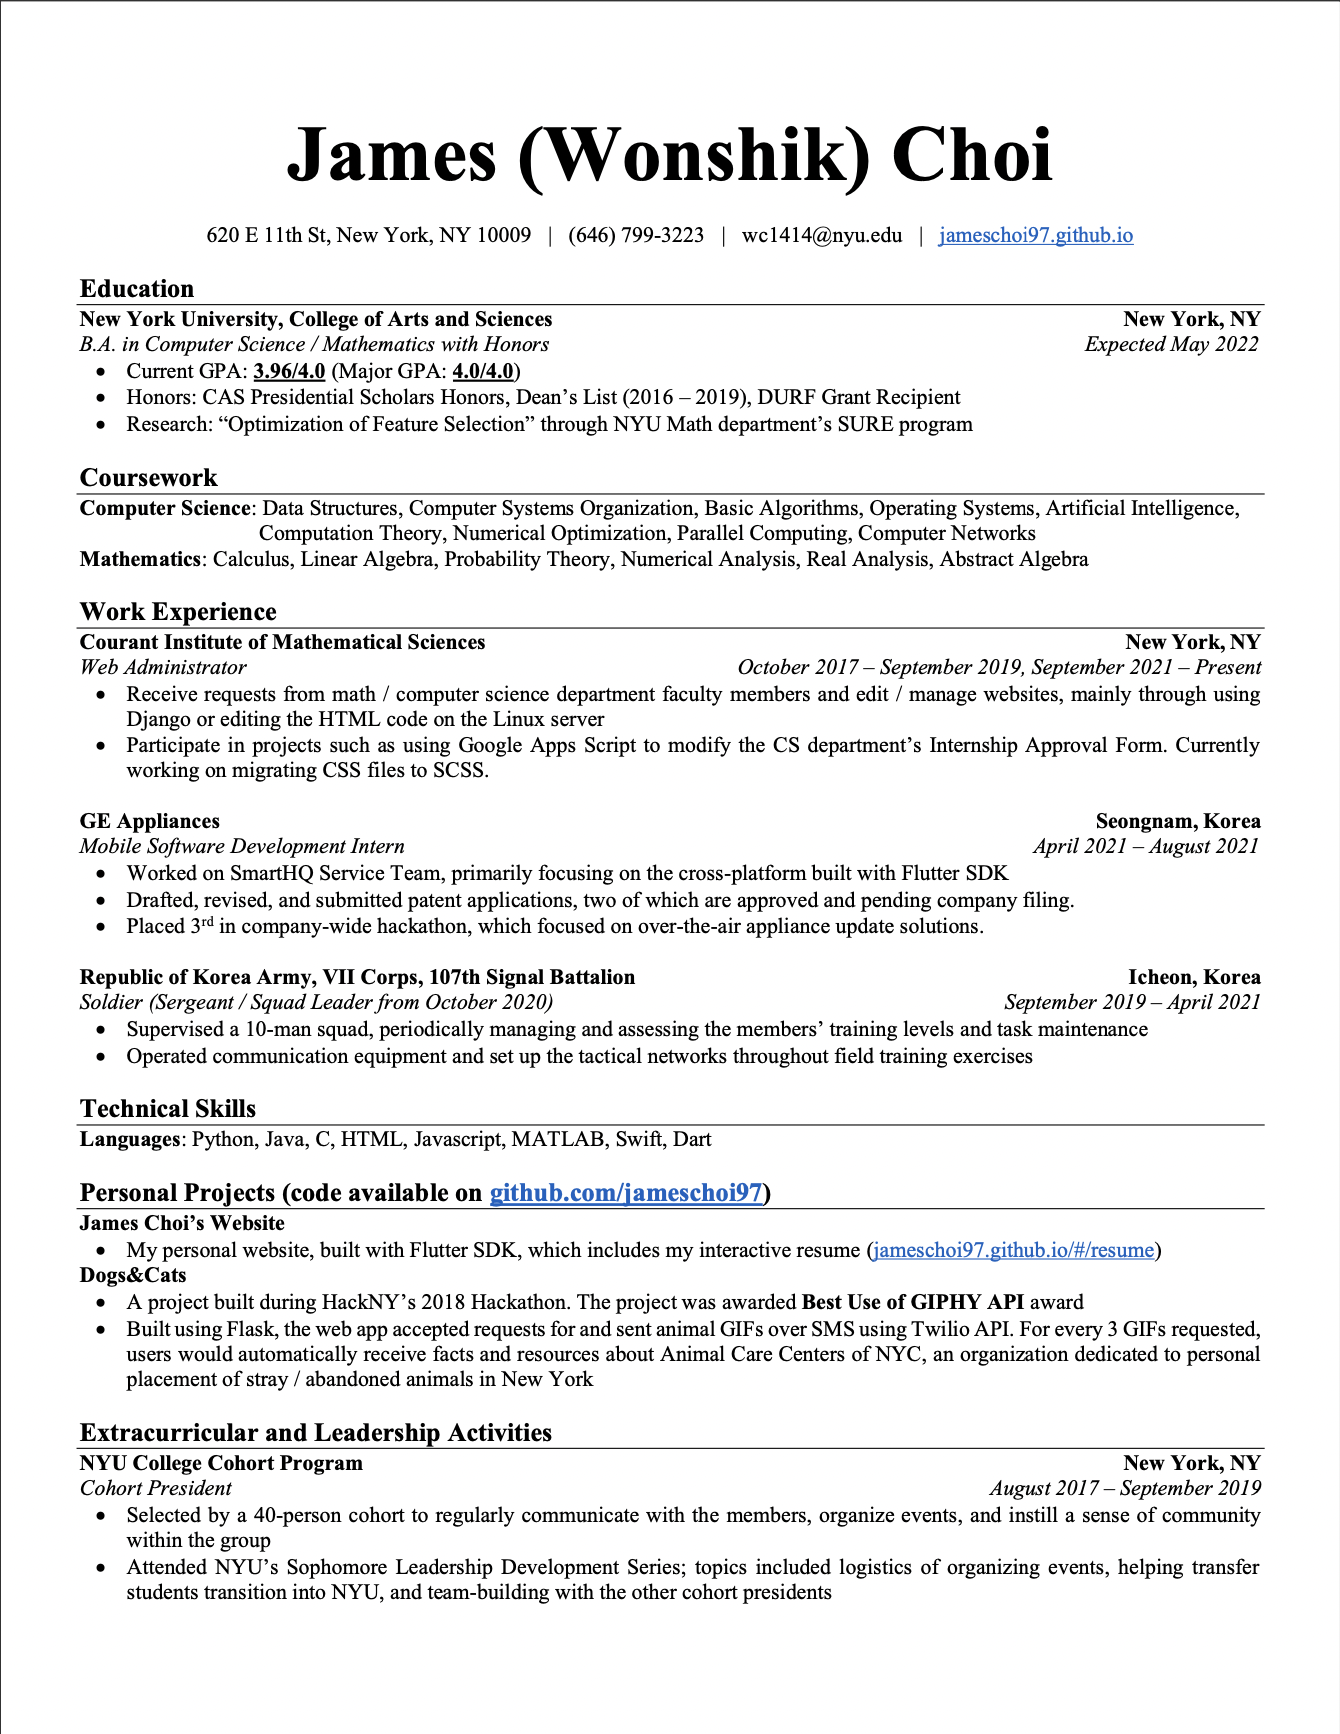 James (Wonshik) Choi
620 E 11th St, New York, NY 10009 | (646) 799-3223 | wc1414@nyu.edu | jameschoi97.github.io
Education
New York University, College of Arts and Sciences New York, NY
B.A. in Computer Science / Mathematics with Honors Expected May 2022
• Current GPA: 3.96/4.0 (Major GPA: 4.0/4.0)
• Honors: CAS Presidential Scholars Honors, Dean’s List (2016 – 2019), DURF Grant Recipient
• Research: “Optimization of Feature Selection” through NYU Math department’s SURE program
Coursework
Computer Science: Data Structures, Computer Systems Organization, Basic Algorithms, Operating Systems, Artificial Intelligence,
Computation Theory, Numerical Optimization, Parallel Computing, Computer Networks
Mathematics: Calculus, Linear Algebra, Probability Theory, Numerical Analysis, Real Analysis, Abstract Algebra
Work Experience
Courant Institute of Mathematical Sciences New York, NY
Web Administrator October 2017 – September 2019, September 2021 – Present
• Receive requests from math / computer science department faculty members and edit / manage websites, mainly through using
Django or editing the HTML code on the Linux server
• Participate in projects such as using Google Apps Script to modify the CS department’s Internship Approval Form. Currently
working on migrating CSS files to SCSS.
GE Appliances Seongnam, Korea
Mobile Software Development Intern April 2021 – August 2021
• Worked on SmartHQ Service Team, primarily focusing on the cross-platform built with Flutter SDK
• Drafted, revised, and submitted patent applications, two of which are approved and pending company filing.
• Placed 3rd in company-wide hackathon, which focused on over-the-air appliance update solutions.
Republic of Korea Army, VII Corps, 107th Signal Battalion Icheon, Korea
Soldier (Sergeant / Squad Leader from October 2020) September 2019 – April 2021
• Supervised a 10-man squad, periodically managing and assessing the members’ training levels and task maintenance
• Operated communication equipment and set up the tactical networks throughout field training exercises
Technical Skills
Languages: Python, Java, C, HTML, Javascript, MATLAB, Swift, Dart
Personal Projects (code available on github.com/jameschoi97)
James Choi’s Website
• My personal website, built with Flutter SDK, which includes my interactive resume (jameschoi97.github.io/#/resume)
Dogs&Cats
• A project built during HackNY’s 2018 Hackathon. The project was awarded Best Use of GIPHY API award
• Built using Flask, the web app accepted requests for and sent animal GIFs over SMS using Twilio API. For every 3 GIFs requested,
users would automatically receive facts and resources about Animal Care Centers of NYC, an organization dedicated to personal
placement of stray / abandoned animals in New York
Extracurricular and Leadership Activities
NYU College Cohort Program New York, NY
Cohort President August 2017 – September 2019
• Selected by a 40-person cohort to regularly communicate with the members, organize events, and instill a sense of community
within the group
• Attended NYU’s Sophomore Leadership Development Series; topics included logistics of organizing events, helping transfer
students transition into NYU, and team-building with the other cohort presidents